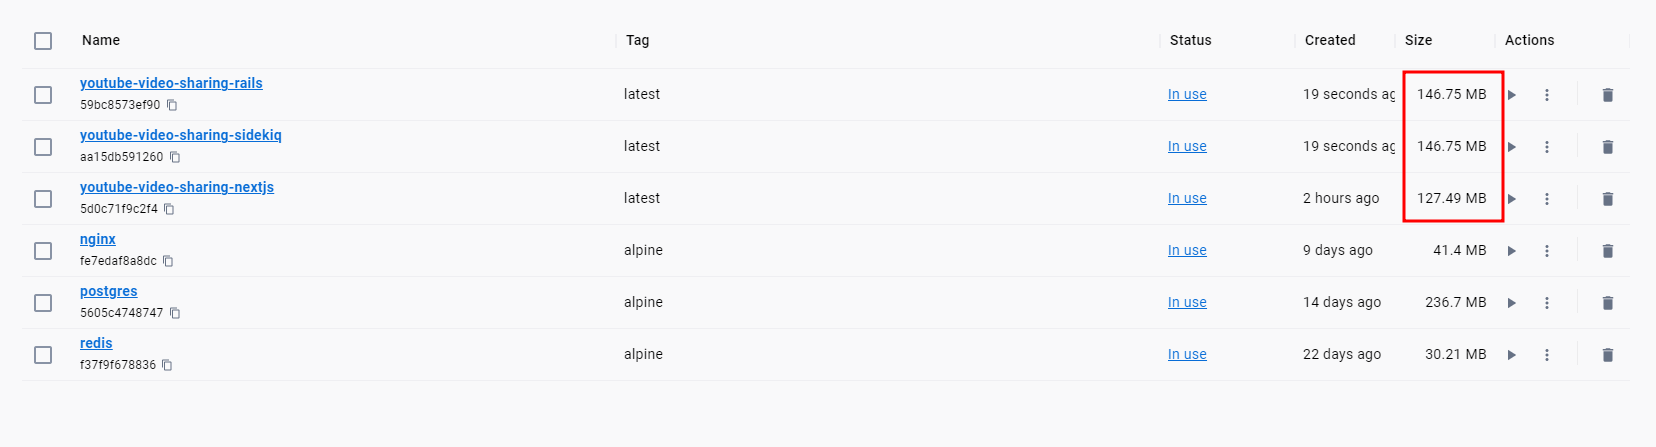 Name Tag Status Created Size Actions
youtube-video-sharing-rails
59bc8573ef90
latest In use 19 seconds ag 146.75 MB
youtube-video-sharing-sidekiq
aa15db591260
latest In use 19 seconds ag 146.75 MB
youtube-video-sharing-nextjs
5d0c71f9c2f4
latest In use 2 hours ago 127.49 MB
nginx
fe7edaf8a8dc
alpine In use 9 days ago 41.4 MB
postgres
5605c4748747
alpine In use 14 days ago 236.7 MB
redis
f37f9f678836
alpine In use 22 days ago 30.21 MB